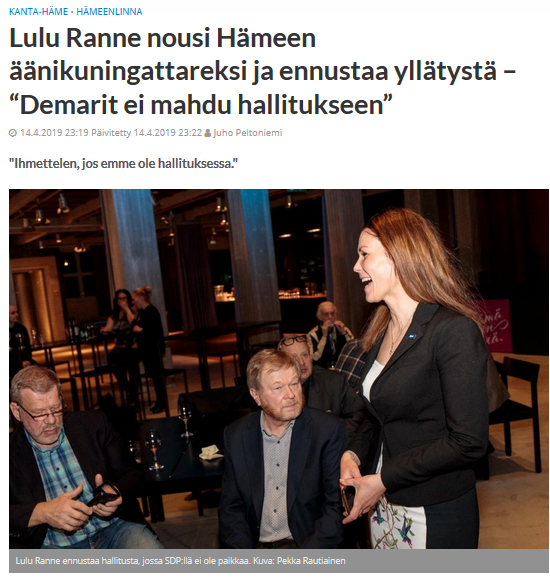 KANTA-HÄME - HÄMEENLINNA
Lulu Ranne nousi Hämeen
äänikuningattareksi ja ennustaa yllätystä –
“Demarit ei mahdu hallitukseen”
14.4.2019 23:19 Päivitetty 14.4.2019 23:22 Juho Peltoniemi
"Ihmettelen, jos emme ole hallituksessa."
Lulu Ranne ennustaa hallitusta, jossa SDP:llä ei ole paikkaa. Kuva: Pekka Rautiainen